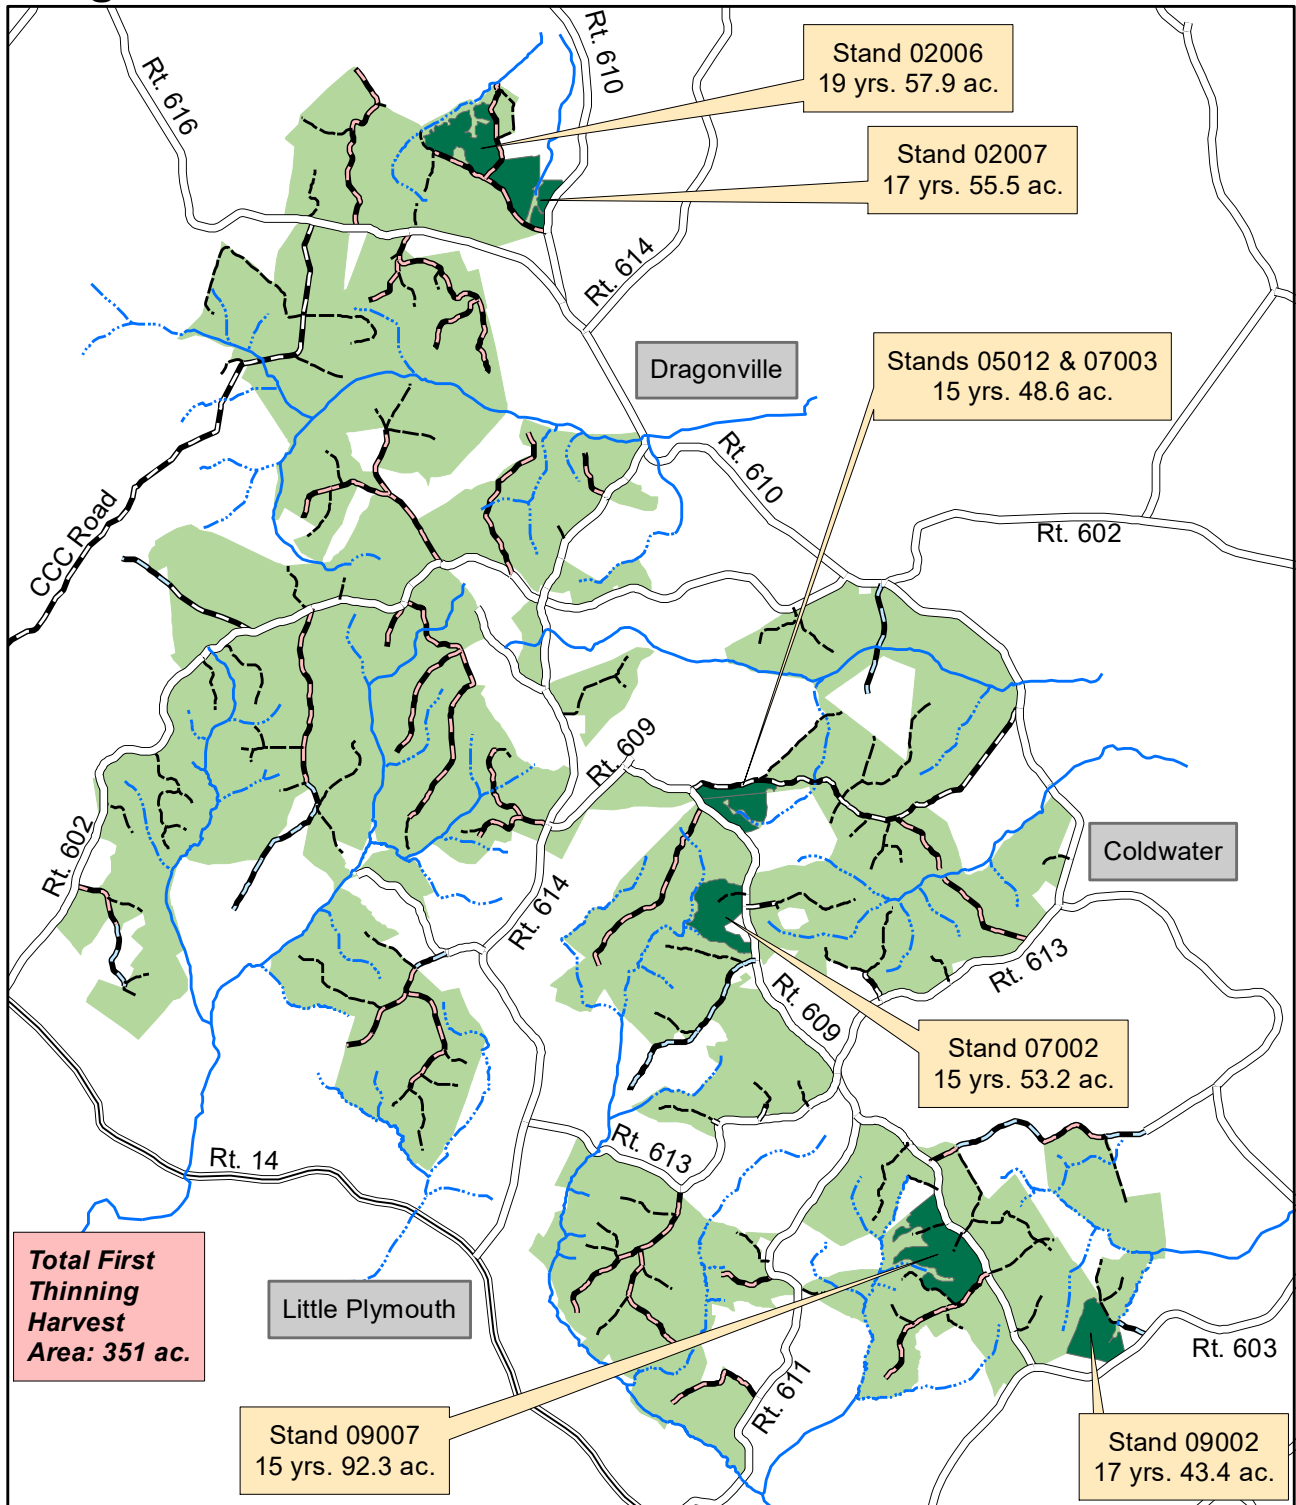 Rt. 610
Rt. 616
Stand 02006
19 yrs. 57.9 ac.
Stand 02007
17 yrs. 55.5 ac.
Rt. 614
Dragonville
Stands 05012 & 07003
15 yrs. 48.6 ac.
Rt. 610
Rt. 602
CCC Road
Rt. 609
Rt. 602
Coldwater
Rt. 614
Rt. 613
Rt. 609
Stand 07002
15 yrs. 53.2 ac.
Rt. 14
Rt. 613
Total First
Thinning
Harvest
Area: 351 ac.
Little Plymouth
Rt. 603
Rt. 611
Stand 09007
15 yrs. 92.3 ac.
Stand 09002
17 yrs. 43.4 ac.